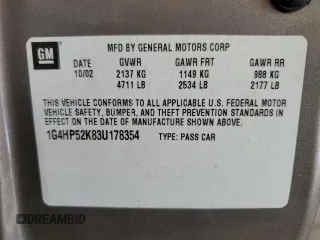 GM
MFD BY GENERAL MOTORS CORP
DATE GVWR GAWR FRT GAWR RR
10/02 2137 KG 1149 KG 988 KG
4711 LB 2534 LB 2177 LB
THIS VEHICLE CONFORMS TO ALL APPLICABLE U.S. FEDERAL MOTOR
VEHICLE SAFETY, BUMPER, AND THEFT PREVENTION STANDARDS
IN EFFECT ON THE DATE OF MANUFACTURE SHOWN ABOVE.
1G4HP52K83U178354 TYPE: PASS CAR
DREAMBID .COM